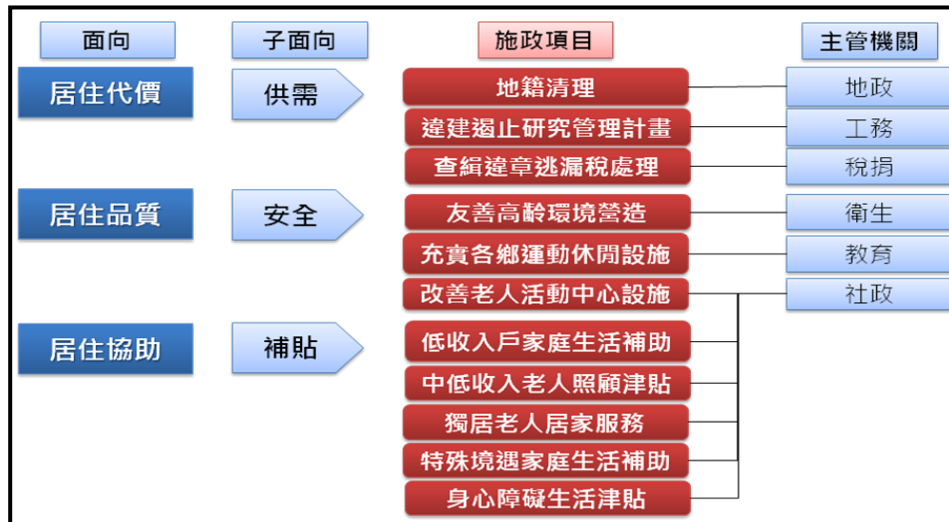 面向
子面向
施政項目
主管機關
居住代價
供需
地籍清理
地政
違建遏止研究管理計畫
工務
查緝違章逃漏稅處理
稅捐
居住品質
安全
友善高齡環境營造
衛生
充實各鄉運動休閒設施
教育
改善老人活動中心設施
社政
居住協助
補貼
低收入戶家庭生活補助
中低收入老人照顧津貼
獨居老人居家服務
特殊境遇家庭生活補助
身心障礙生活津貼